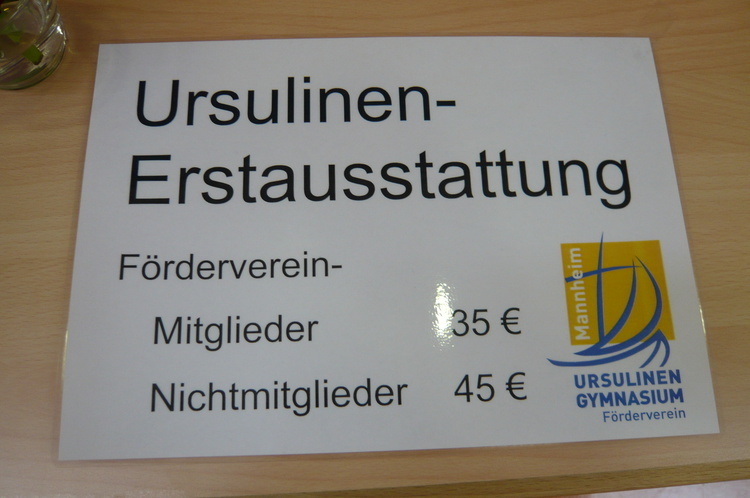 Ursulinen-
Erstausstattung
Förderverein-
Mitglieder 35 €
Nichtmitglieder 45 €
Mannheim
URSULINEN
GYMNASIUM
Förderverein